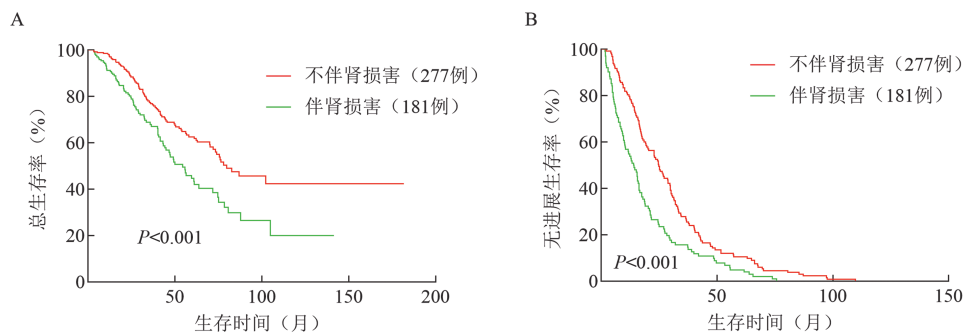 A
总生存率（%）
100
80
60
40
20
0
50
100
150
200
生存时间（月）
不伴肾损害（277例）
伴肾损害（181例）
P<0.001
B
无进展生存率（%）
100
80
60
40
20
0
50
100
150
生存时间（月）
不伴肾损害（277例）
伴肾损害（181例）
P<0.001